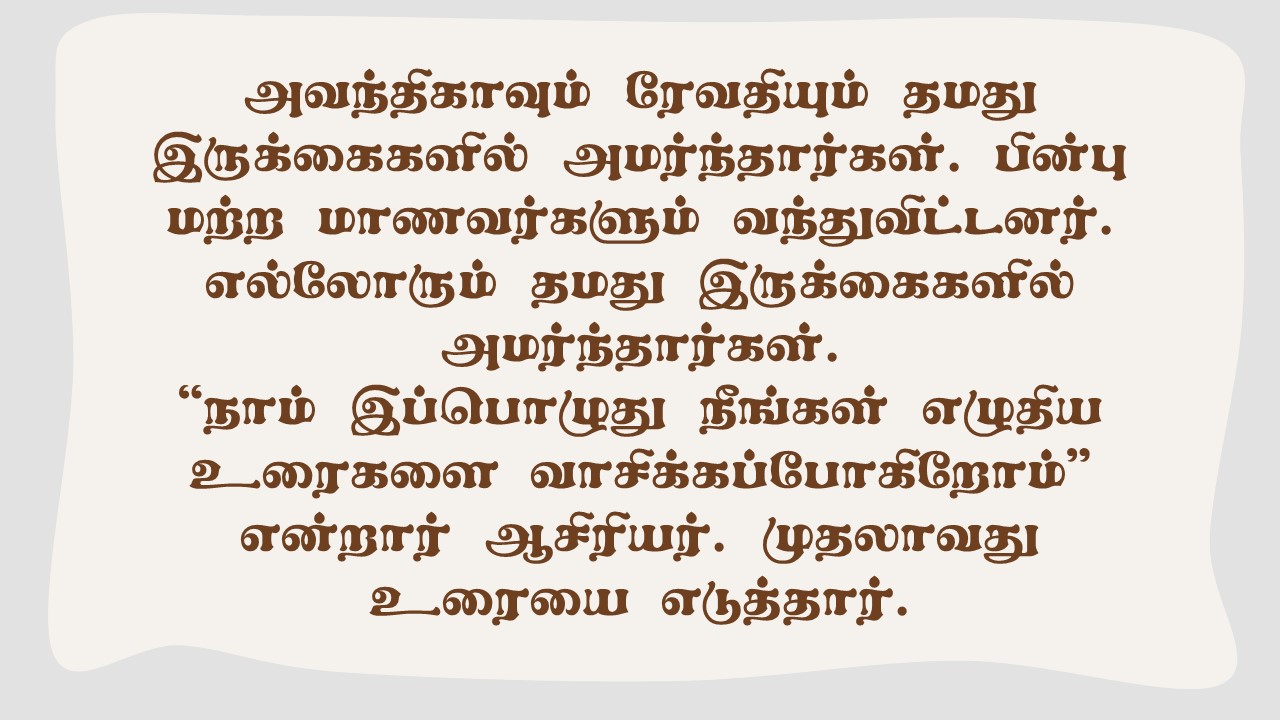 அவந்திகாவும் ரேவதியும் தமது
இருக்கைகளில் அமர்ந்தார்கள். பின்பு
மற்ற மாணவர்களும் வந்துவிட்டனர்.
எல்லோரும் தமது இருக்கைகளில்
அமர்ந்தார்கள்.
“நாம் இப்பொழுது நீங்கள் எழுதிய
உரைகளை வாசிக்கப்போகிறோம்”
என்றார் ஆசிரியர். முதலாவது
உரையை எடுத்தார்.